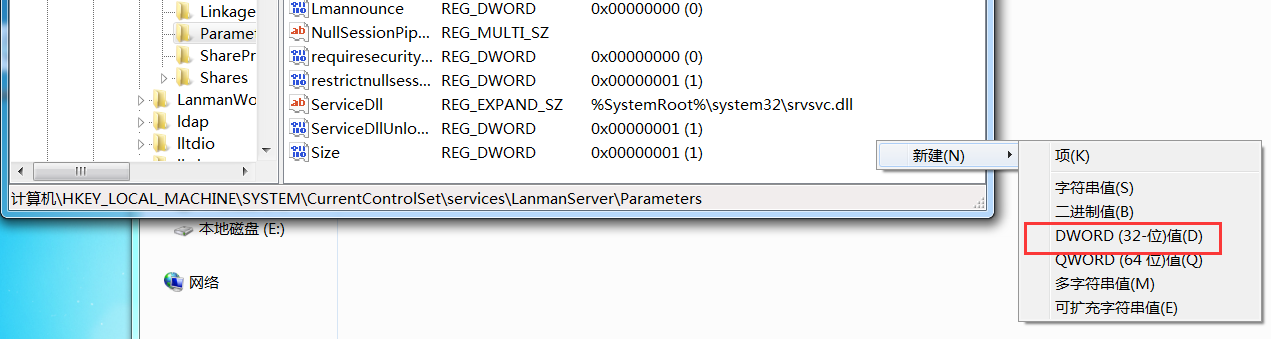 Linkage
Paramet
SharePr
Shares
LanmanWo
ldap
lltdio
Lmannounce REG_DWORD 0x00000000 (0)
NullSessionPip... REG_MULTI_SZ
requiresecurity... REG_DWORD 0x00000000 (0)
restrictnullsess... REG_DWORD 0x00000001 (1)
ServiceDll REG_EXPAND_SZ %SystemRoot%\system32\srvsvc.dll
ServiceDllUnlo... REG_DWORD 0x00000001 (1)
Size REG_DWORD 0x00000001 (1)
计算机\HKEY_LOCAL_MACHINE\SYSTEM\CurrentControlSet\services\LanmanServer\Parameters
新建(N)
项(K)
字符串值(S)
二进制值(B)
DWORD (32-位)值(D)
QWORD (64 位)值(Q)
多字符串值(M)
可扩充字符串值(E)
本地磁盘 (E:)
网络